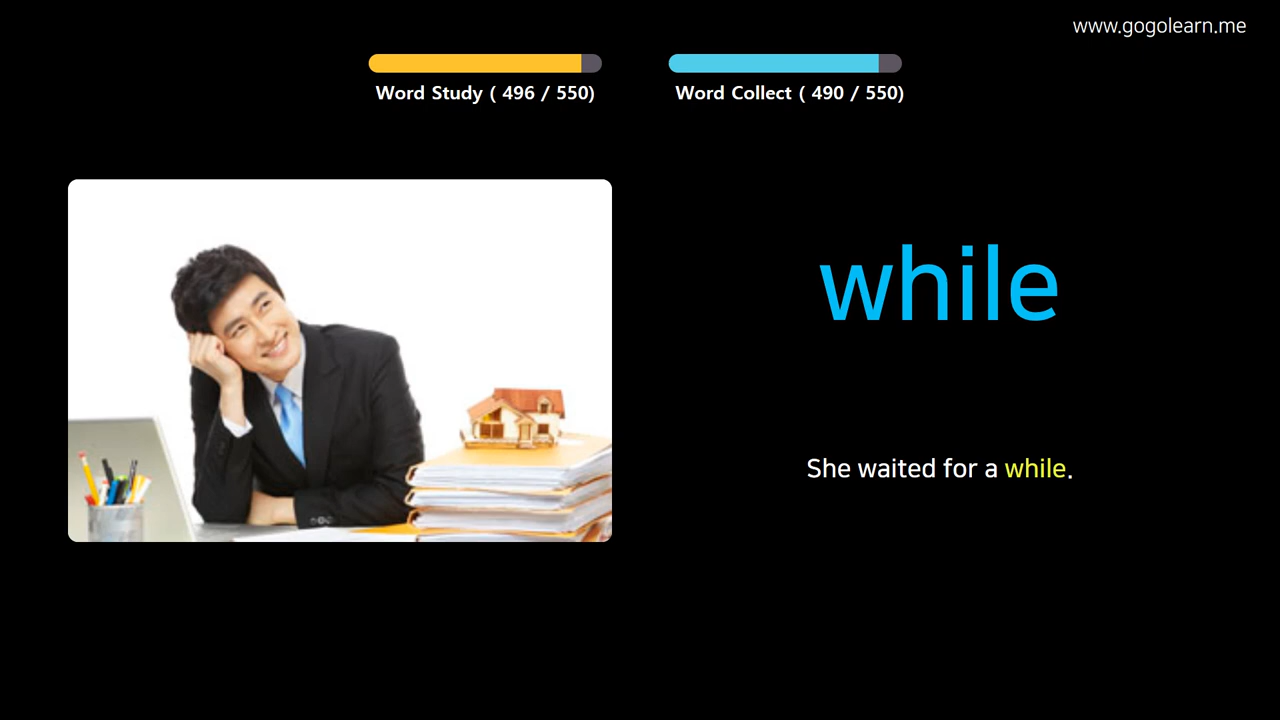 www.gogolearn.me
Word Study ( 496 / 550)
Word Collect ( 490 / 550)
while
She waited for a while.